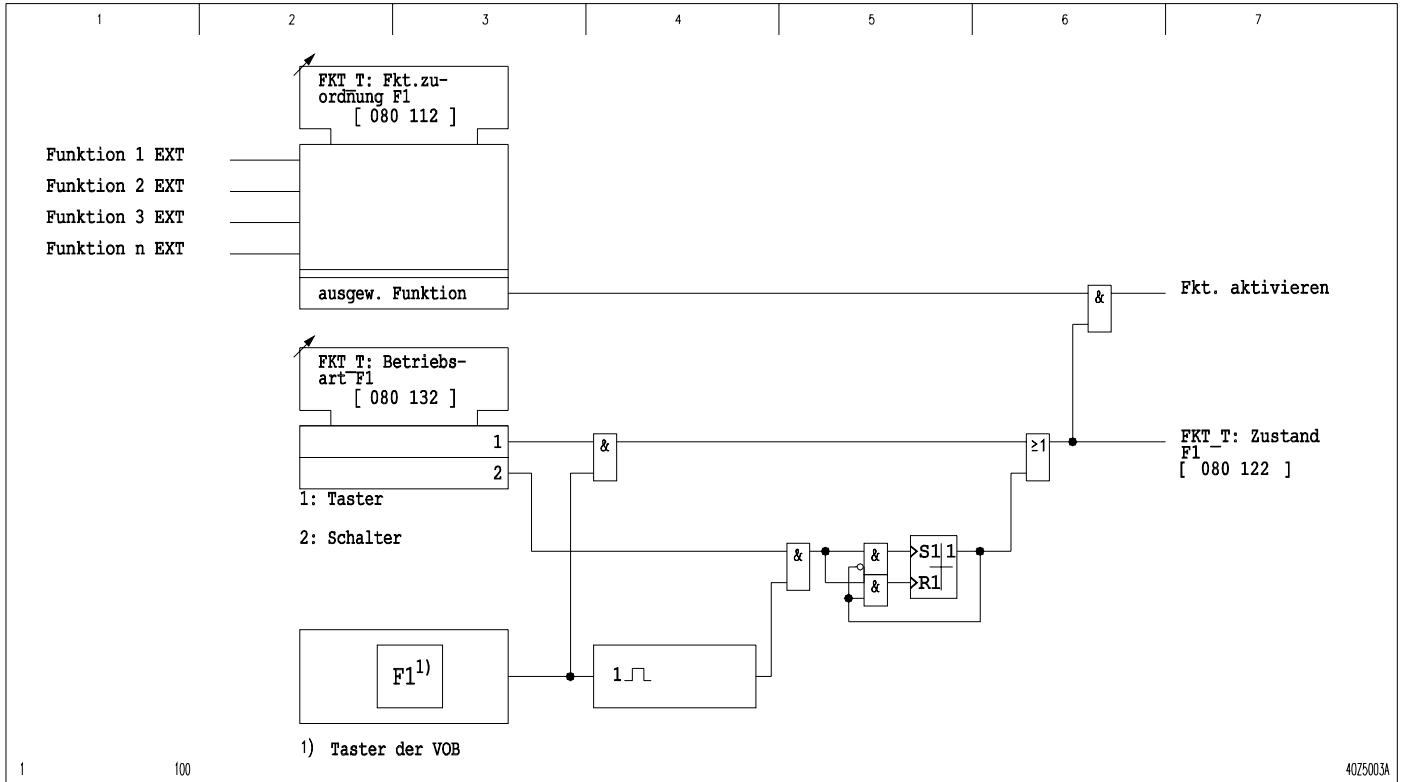 1 2 3 4 5 6 7
FKT_T: Fkt.zu-
ordnung F1
[ 080 112 ]
Funktion 1 EXT
Funktion 2 EXT
Funktion 3 EXT
Funktion n EXT
ausgew. Funktion
&
Fkt. aktivieren
FKT_T: Betriebs-
art F1
[ 080 132 ]
1
&
≥1
FKT_T: Zustand
F1
[ 080 122 ]
2
1: Taster
2: Schalter
&
&
S1 1
&
R1
F1 1)
1
1) Taster der VOB
1 100 40Z5003A